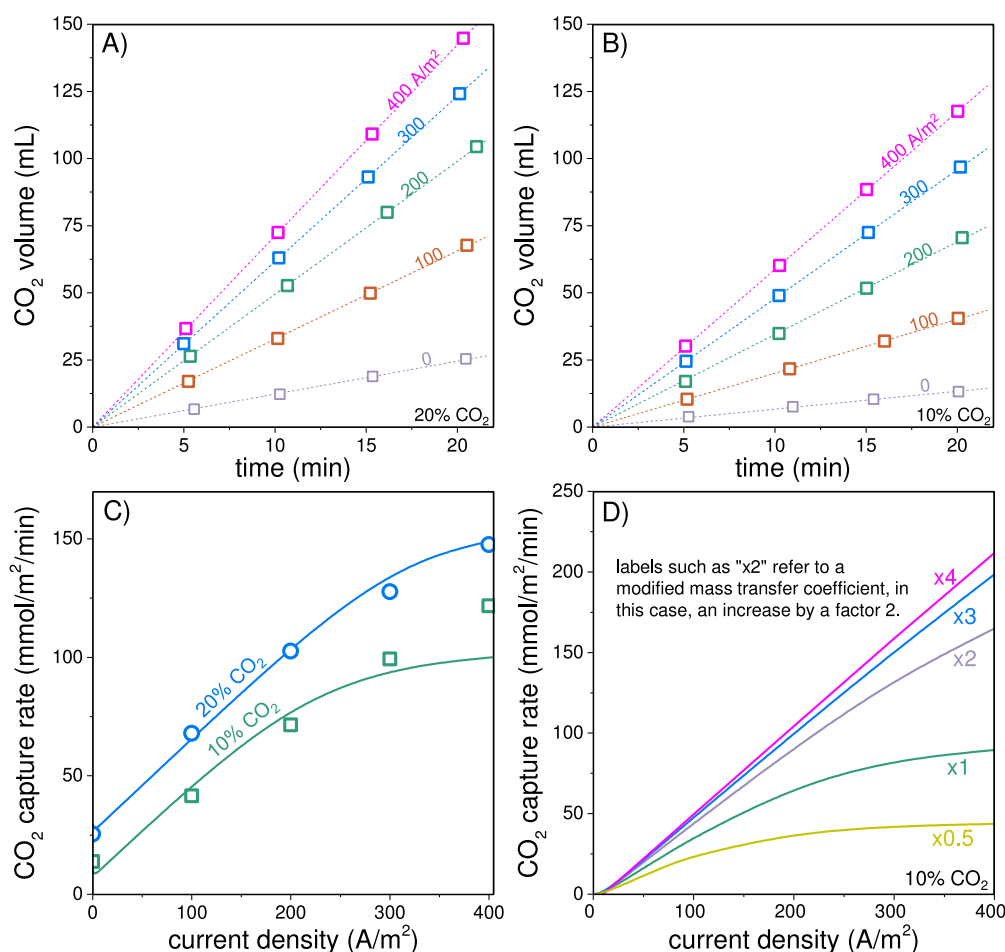 A)
CO₂ volume (mL)
150
125
100
75
50
25
0
0
5
10
15
20
time (min)
400 A/m²
300
200
100
0
20% CO₂
B)
CO₂ volume (mL)
150
125
100
75
50
25
0
0
5
10
15
20
time (min)
400 A/m²
300
200
100
0
10% CO₂
C)
CO₂ capture rate (mmol/m²/min)
150
100
50
0
0
100
200
300
400
current density (A/m²)
20% CO₂
10% CO₂
D)
CO₂ capture rate (mmol/m²/min)
250
200
150
100
50
0
0
100
200
300
400
current density (A/m²)
labels such as "x2" refer to a
modified mass transfer coefficient, in
this case, an increase by a factor 2.
x4
x3
x2
x1
x0.5
10% CO₂